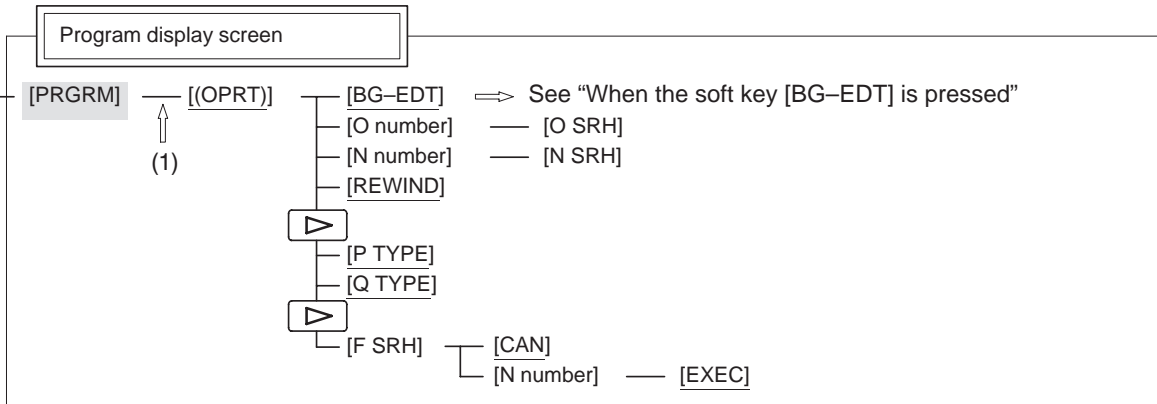 Program display screen
[PRGRM] [(OPRT)] [BG–EDT] See “When the soft key [BG–EDT] is pressed”
[O number] [O SRH]
(1) [N number] [N SRH]
[REWIND]
[P TYPE]
[Q TYPE]
[F SRH] [CAN]
[N number] [EXEC]